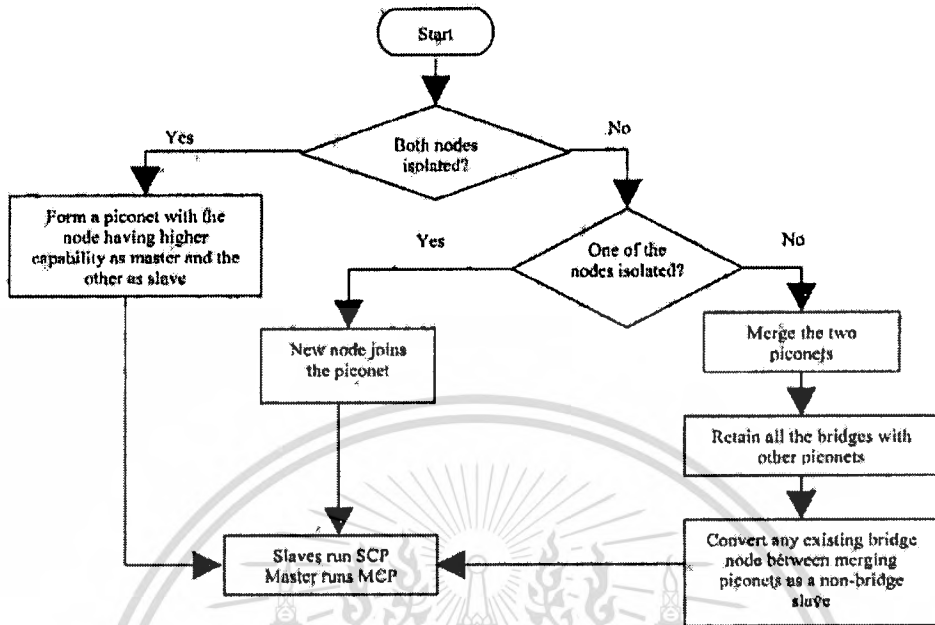 Start
Both nodes
isolated?
Yes
No
Form a piconet with the
node having higher
capability as master and the
other as slave
One of the
nodes isolated?
Yes
No
New node joins
the piconet
Merge the two
piconets
Retain all the bridges with
other piconets
Convert any existing bridge
node between merging
piconets as a non-bridge
slave
Slaves run SCP
Master runs MCP